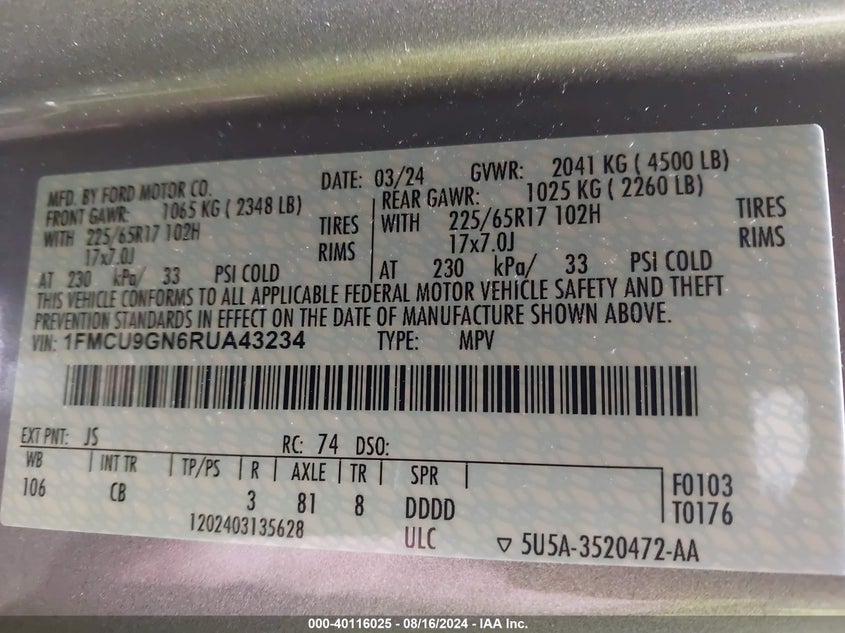 MFD. BY FORD MOTOR CO. DATE: 03/24 GVWR: 2041 KG ( 4500 LB)
FRONT GAWR: 1065 KG ( 2348 LB) REAR GAWR: 1025 KG ( 2260 LB)
WITH 225/65R17 102H TIRES WITH 225/65R17 102H TIRES
17x7.0J RIMS 17x7.0J RIMS
AT 230 kPa/ 33 PSI COLD AT 230 kPa/ 33 PSI COLD
THIS VEHICLE CONFORMS TO ALL APPLICABLE FEDERAL MOTOR VEHICLE SAFETY AND THEFT
PREVENTION STANDARDS IN EFFECT ON THE DATE OF MANUFACTURE SHOWN ABOVE.
VIN: 1FMCU9GN6RUA43234 TYPE: MPV
EXT PNT: JS RC: 74 DSO:
WB INT TR TP/PS R AXLE TR SPR
106 CB 3 81 8 DDDD
F0103
T0176
1202403135628 ULC ▽ 5U5A-3520472-AA
000-40116025 - 08/16/2024 - IAA Inc.